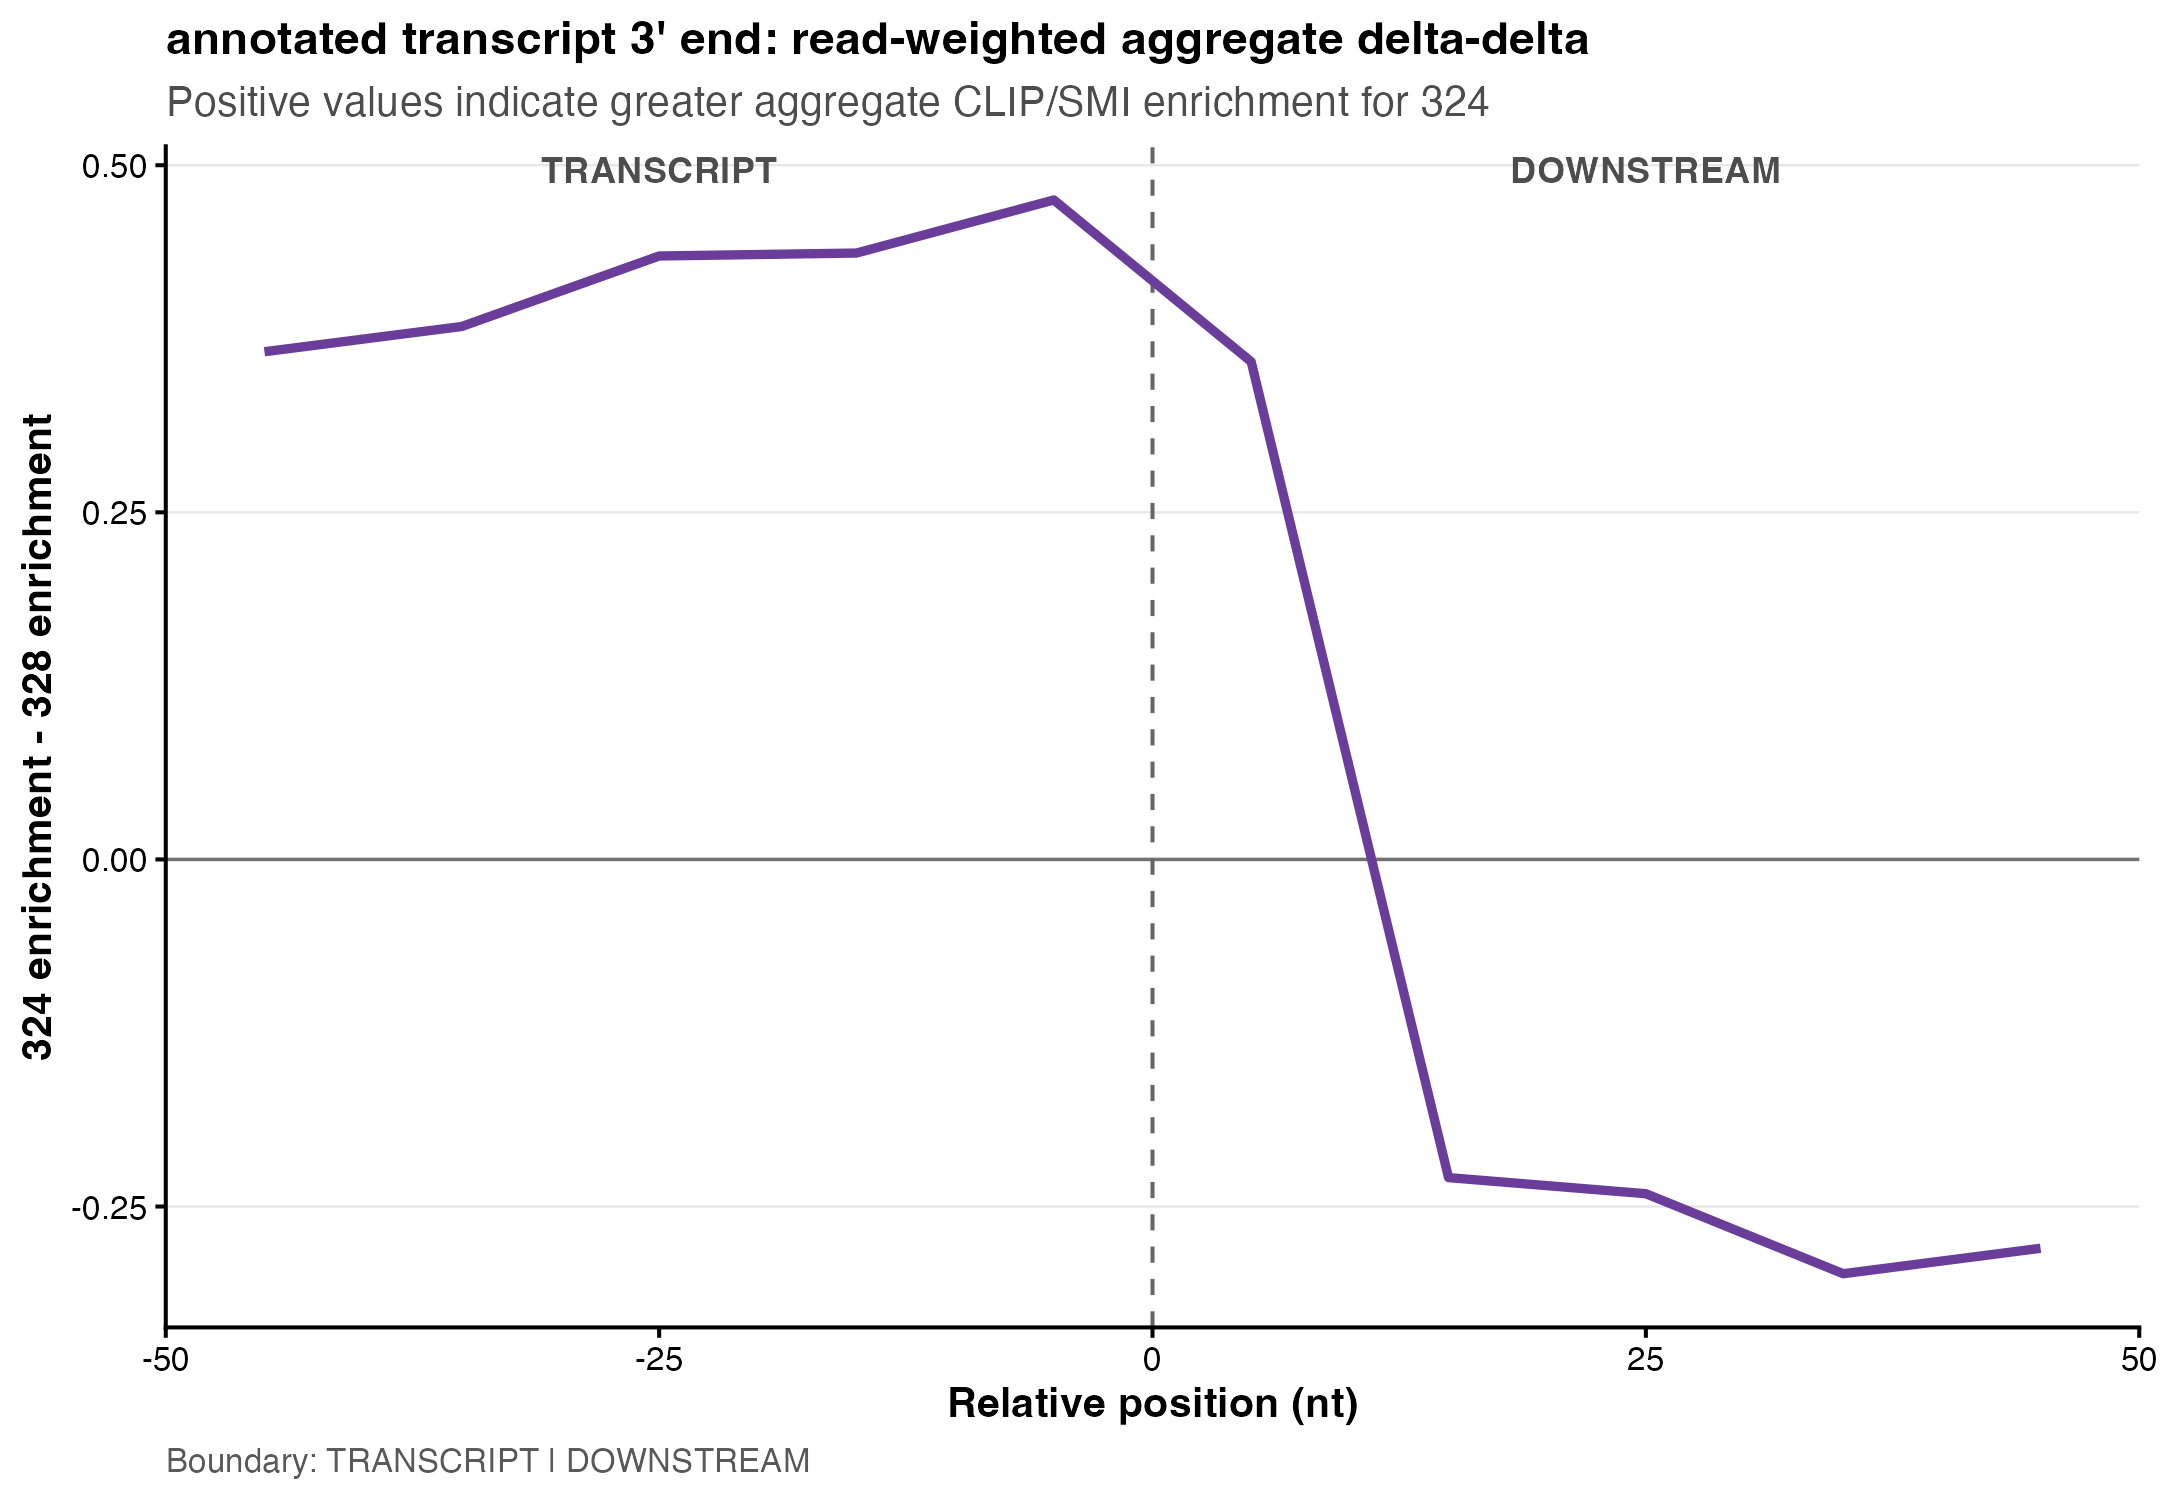 annotated transcript 3' end: read-weighted aggregate delta-delta
Positive values indicate greater aggregate CLIP/SMI enrichment for 324
324 enrichment - 328 enrichment
0.50
0.25
0.00
-0.25
TRANSCRIPT
DOWNSTREAM
-50
-25
0
25
50
Relative position (nt)
Boundary: TRANSCRIPT | DOWNSTREAM